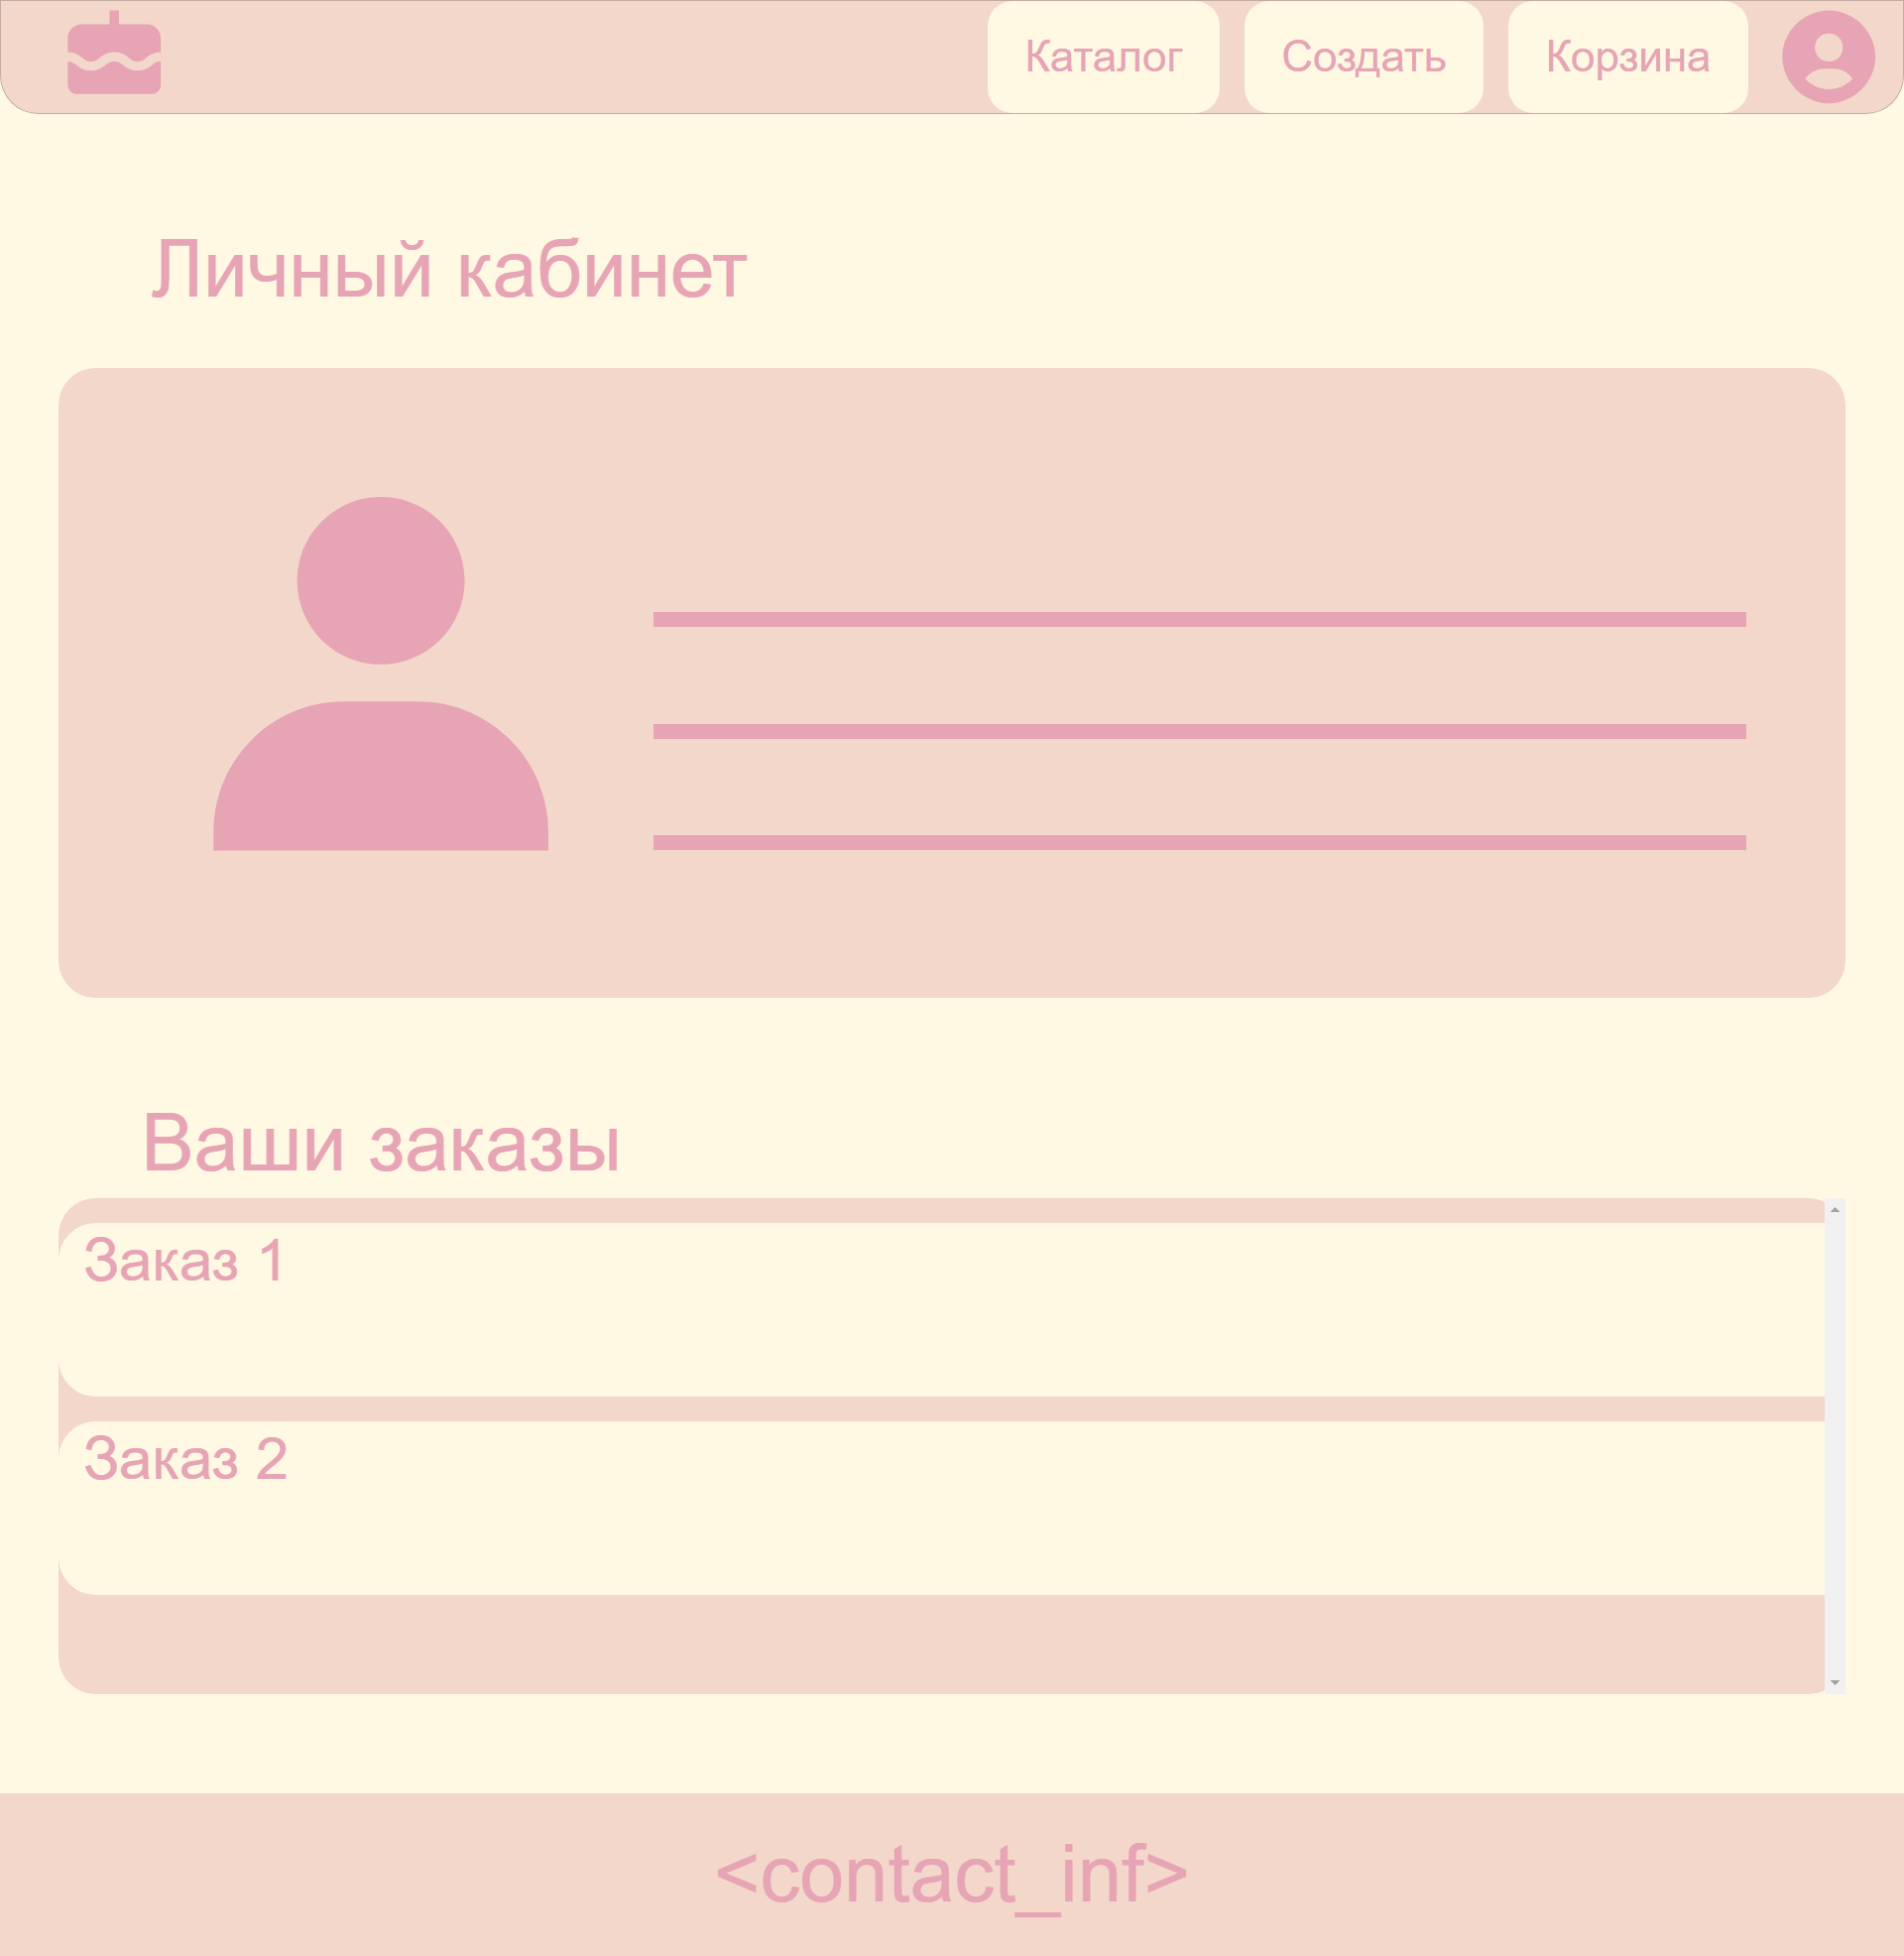 Каталог Создать Корзина
Личный кабинет
Ваши заказы
Заказ 1
Заказ 2
<contact_inf>